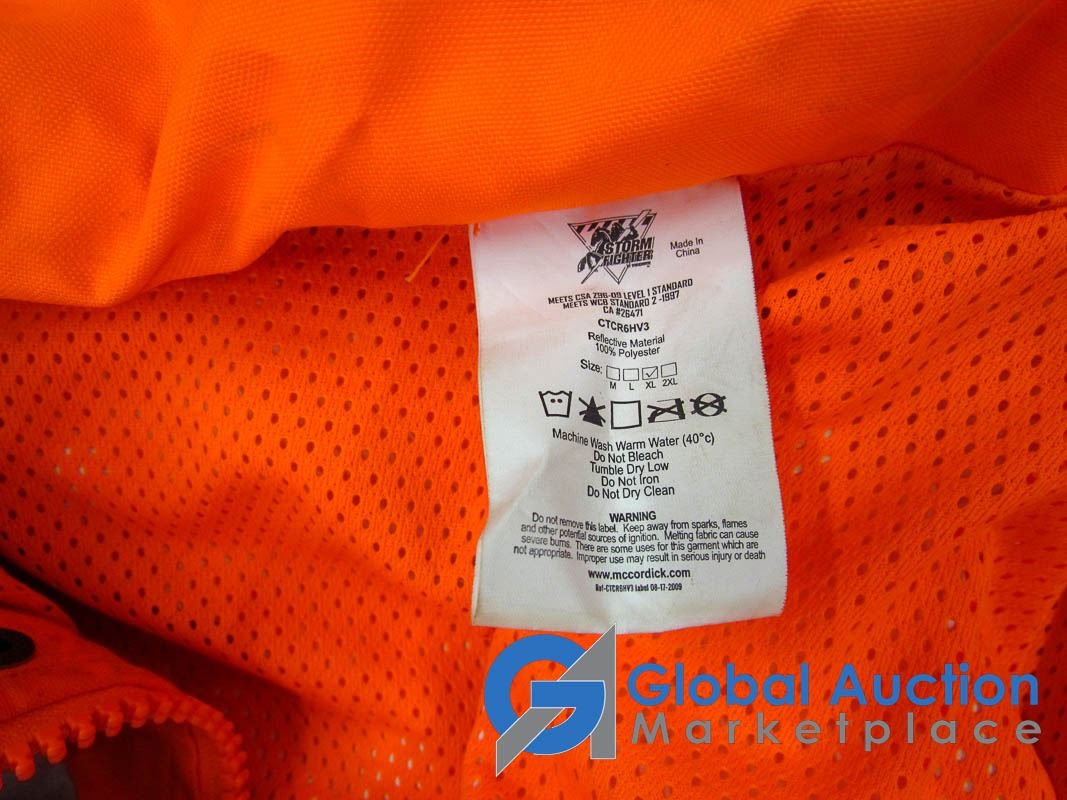 STORM
FIGHTER
Made In
China
MEETS CSA Z96-09 LEVEL 1 STANDARD
MEETS WCB STANDARD 2 -1997
CA #26471
CTCR6HV3
Reflective Material
100% Polyester
Size:
M L XL 2XL
Machine Wash Warm Water (40°c)
Do Not Bleach
Tumble Dry Low
Do Not Iron
Do Not Dry Clean
WARNING
Do not remove this label. Keep away from sparks, flames
and other potential sources of ignition. Melting fabric can cause
severe burns. There are some uses for this garment which are
not appropriate. Improper use may result in serious injury or death
www.mccordick.com
Ref-CTCR6HV3 label 08-17-2009
Global Auction
Marketplace